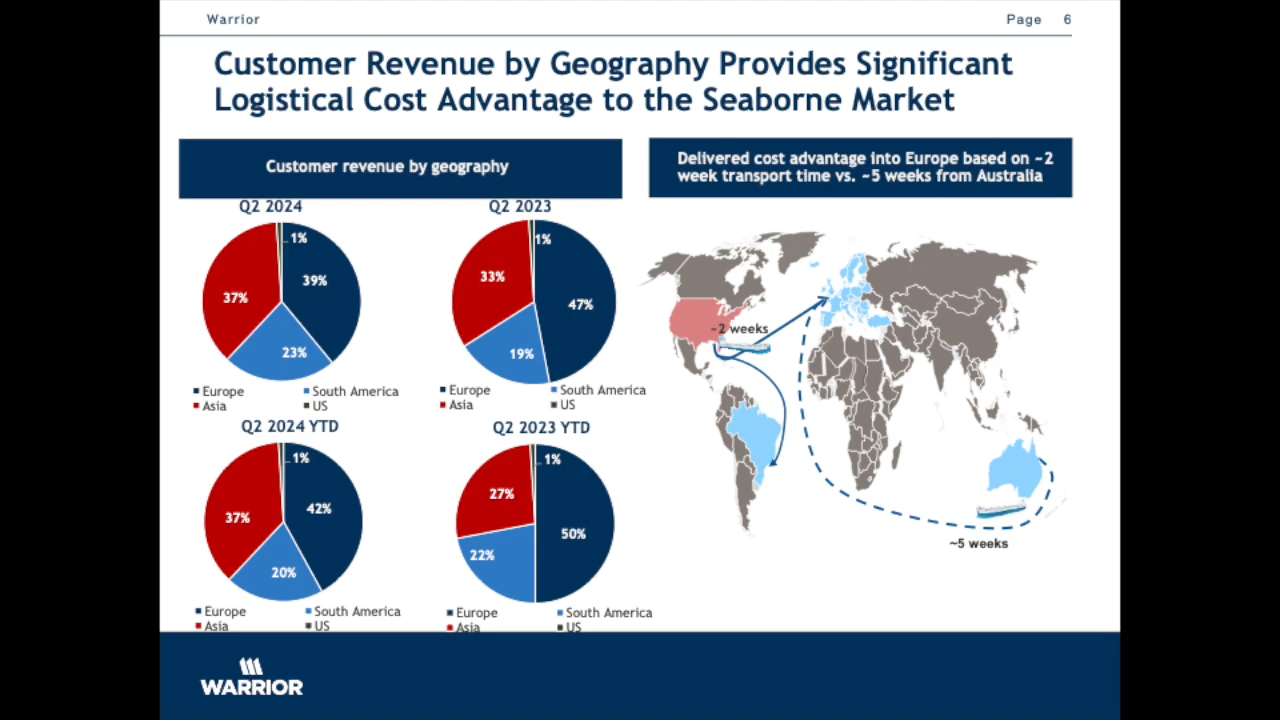 Warrior
Page 6
Customer Revenue by Geography Provides Significant
Logistical Cost Advantage to the Seaborne Market
Customer revenue by geography
Delivered cost advantage into Europe based on ~2
week transport time vs. ~5 weeks from Australia
Q2 2024
1%
39%
37%
23%
Europe
South America
Asia
US
Q2 2023
1%
33%
47%
19%
Europe
South America
Asia
US
Q2 2024 YTD
1%
42%
37%
20%
Europe
South America
Asia
US
Q2 2023 YTD
1%
27%
50%
22%
Europe
South America
Asia
US
~2 weeks
~5 weeks
WARRIOR